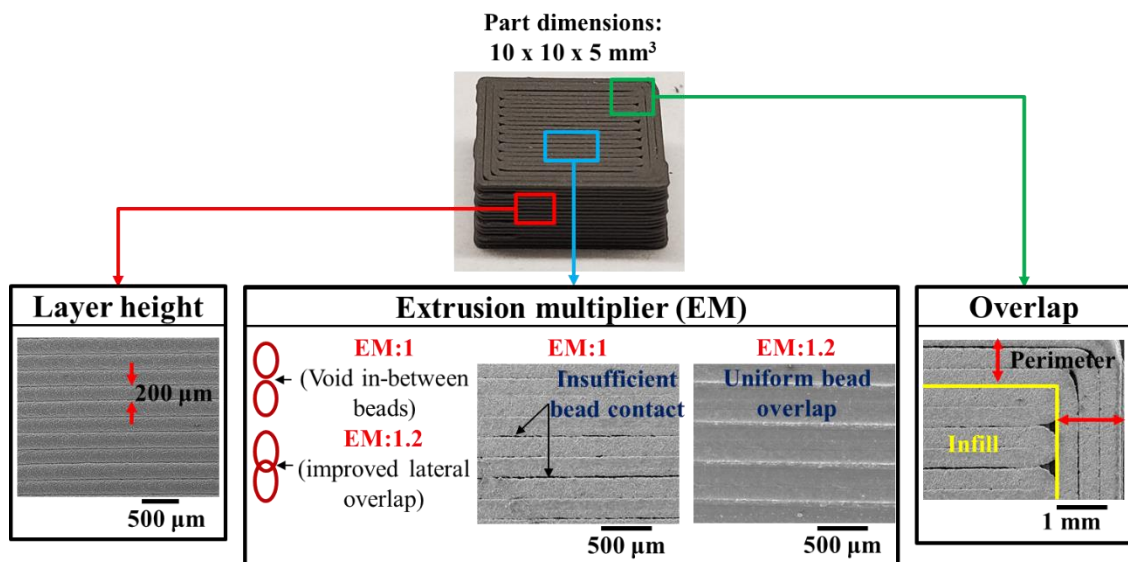 Part dimensions:
10 x 10 x 5 mm³
Layer height
200 µm
500 µm
Extrusion multiplier (EM)
EM:1
(Void in-between
beads)
EM:1.2
(improved lateral
overlap)
EM:1
Insufficient
bead contact
500 µm
EM:1.2
Uniform bead
overlap
500 µm
Overlap
Perimeter
Infill
1 mm